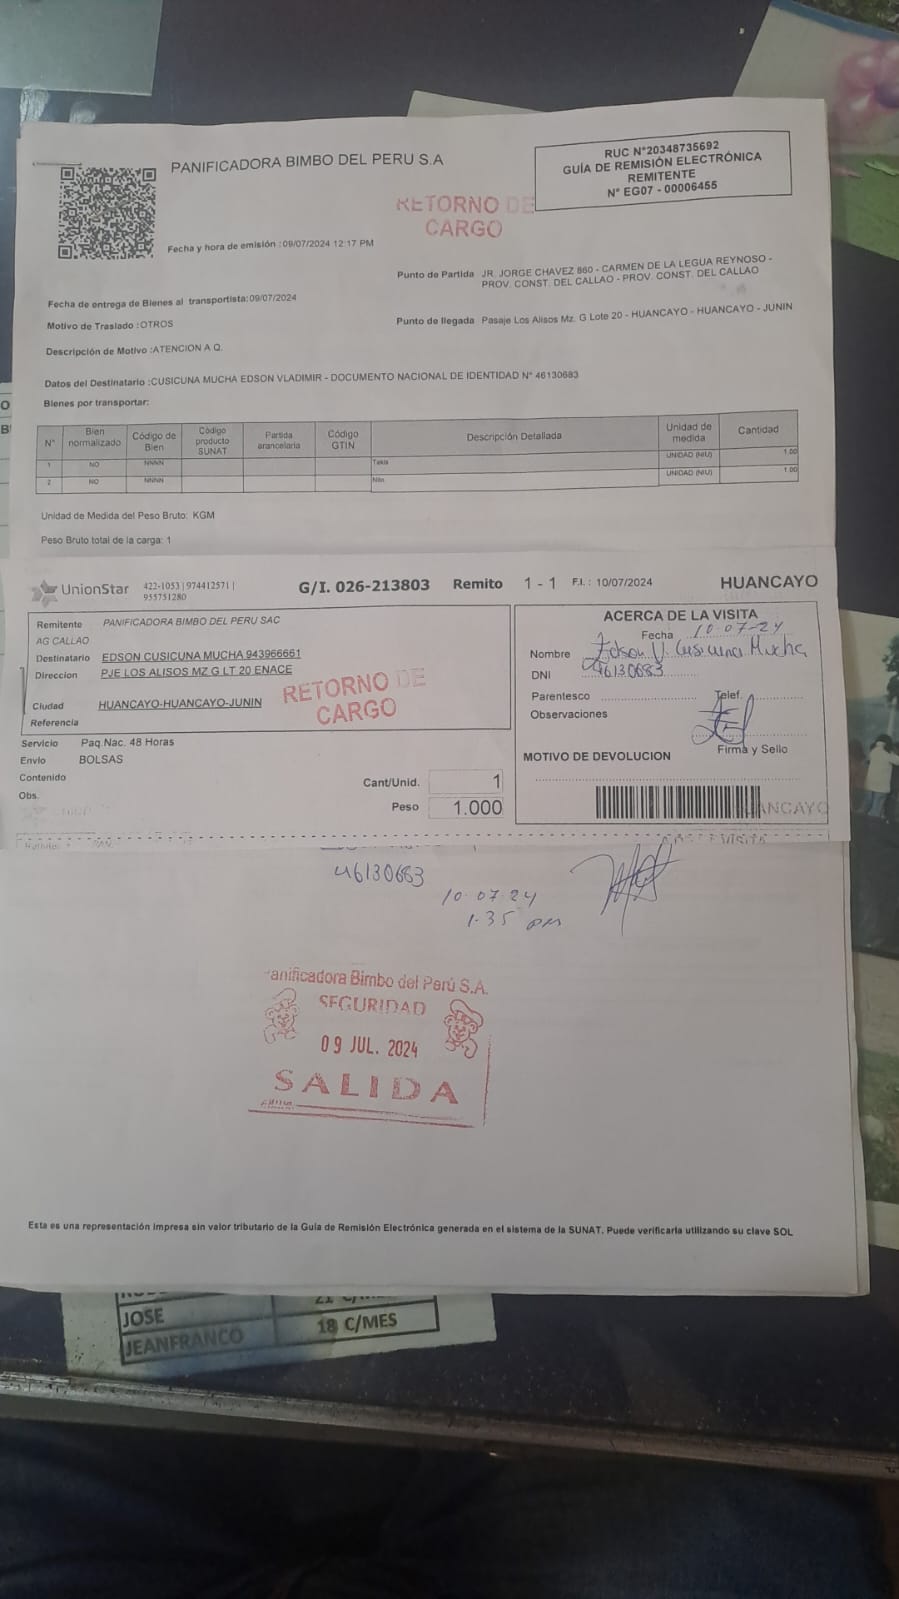 PANIFICADORA BIMBO DEL PERU S.A
RUC N°20348735692
GUÍA DE REMISIÓN ELECTRÓNICA
REMITENTE
N° EG07 - 00006455
RETORNO DE
CARGO
Fecha y hora de emisión :09/07/2024 12:17 PM
Punto de Partida JR. JORGE CHAVEZ 860 - CARMEN DE LA LEGUA REYNOSO -
PROV. CONST. DEL CALLAO - PROV. CONST. DEL CALLAO
Fecha de entrega de Bienes al transportista:09/07/2024
Motivo de Traslado :OTROS
Punto de llegada Pasaje Los Alisos Mz. G Lote 20 - HUANCAYO - HUANCAYO - JUNIN
Descripción de Motivo :ATENCION A Q.
Datos del Destinatario :CUSICUNA MUCHA EDSON VLADIMIR - DOCUMENTO NACIONAL DE IDENTIDAD N° 46130683
Bienes por transportar:
N° Bien normalizado Código de Bien Código producto SUNAT Partida arancelaria Código GTIN Descripción Detallada Unidad de medida Cantidad
1 NO NNNN Takis UNIDAD (NIU) 1.00
2 NO NNNN UNIDAD (NIU) 1.00
Unidad de Medida del Peso Bruto: KGM
Peso Bruto total de la carga: 1
UnionStar 422-1053 | 974412571 |
955751280
G/I. 026-213803 Remito 1 - 1 F.I. : 10/07/2024 HUANCAYO
Remitente PANIFICADORA BIMBO DEL PERU SAC
AG CALLAO
Destinatario EDSON CUSICUNA MUCHA 943966661
Direccion PJE LOS ALISOS MZ G LT 20 ENACE
Ciudad HUANCAYO-HUANCAYO-JUNIN
Referencia
RETORNO DE
CARGO
ACERCA DE LA VISITA
Fecha 10-07-24
Nombre Edson V. Cusicuna Mucha
DNI 46130683
Parentesco Telef.
Observaciones
Firma y Sello
MOTIVO DE DEVOLUCION
HUANCAYO
Servicio Paq.Nac. 48 Horas
Envio BOLSAS
Contenido
Obs.
Cant/Unid. 1
Peso 1.000
46130683
10-07-24
1:35 pm
Panificadora Bimbo del Perú S.A.
SEGURIDAD
09 JUL. 2024
SALIDA
Esta es una representación impresa sin valor tributario de la Guía de Remisión Electrónica generada en el sistema de la SUNAT. Puede verificarla utilizando su clave SOL
JOSE
18 C/MES
JEANFRANCO